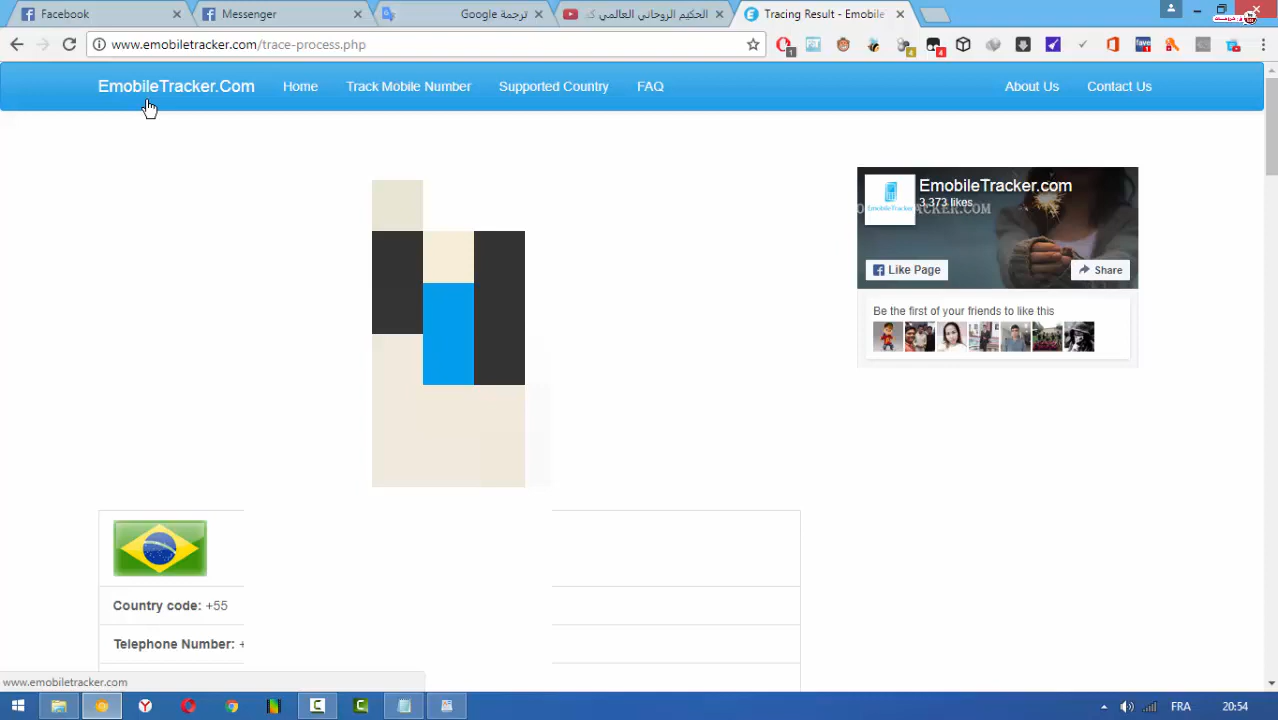 Facebook
Messenger
ترجمة Google
الحكيم الروحاني العالمي ك
Tracing Result - Emobile
www.emobiletracker.com/trace-process.php
1
4
4
EmobileTracker.Com
Home
Track Mobile Number
Supported Country
FAQ
About Us
Contact Us
EmobileTracker.com
3,373 likes
Like Page
Share
Be the first of your friends to like this
Country code: +55
Telephone Number: +
www.emobiletracker.com
FRA
20:54